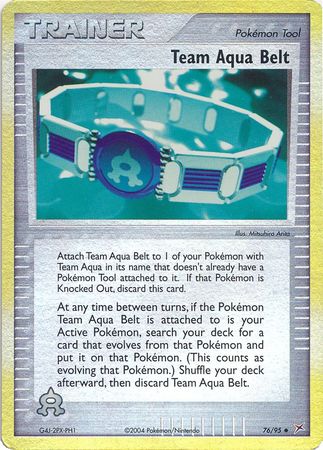 TRAINER
Pokémon Tool
Team Aqua Belt
Illus. Mitsuhiro Arita
Attach Team Aqua Belt to 1 of your Pokémon with
Team Aqua in its name that doesn't already have a
Pokémon Tool attached to it. If that Pokémon is
Knocked Out, discard this card.
At any time between turns, if the Pokémon
Team Aqua Belt is attached to is your
Active Pokémon, search your deck for a
card that evolves from that Pokémon and
put it on that Pokémon. (This counts as
evolving that Pokémon.) Shuffle your deck
afterward, then discard Team Aqua Belt.
G4J-2PX-PH1
©2004 Pokémon/Nintendo
76/95